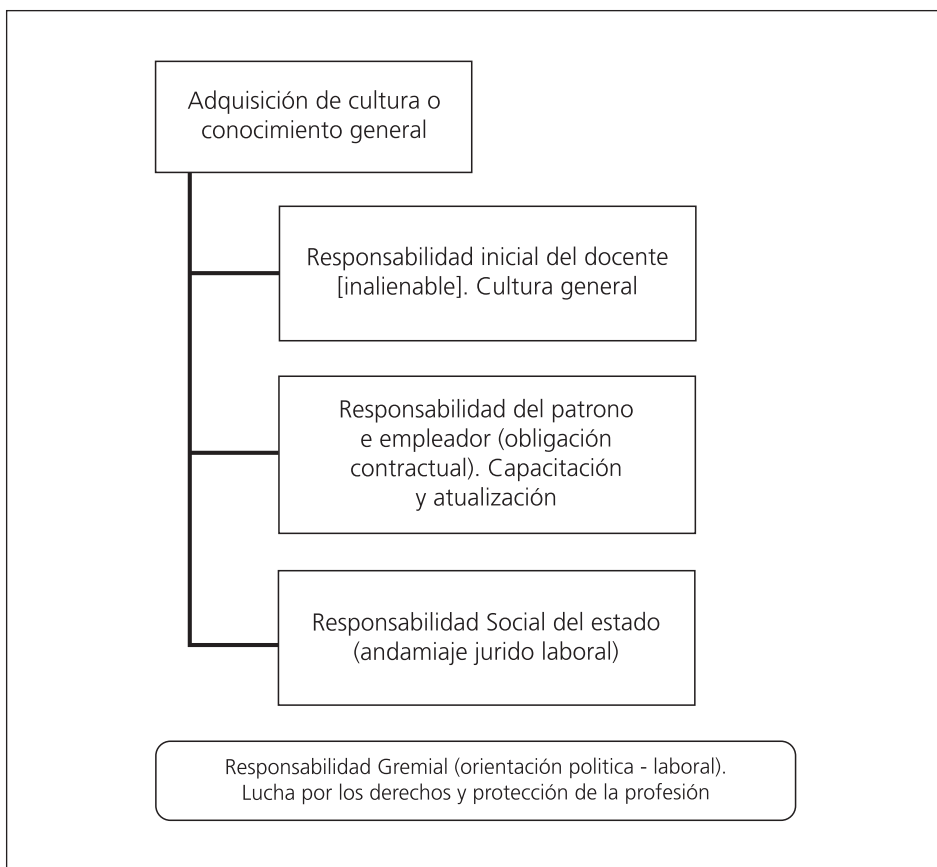 Adquisición de cultura o
conocimiento general
Responsabilidad inicial del docente
[inalienable]. Cultura general
Responsabilidad del patrono
e empleador (obligación
contractual). Capacitación
y atualización
Responsabilidad Social del estado
(andamiaje jurido laboral)
Responsabilidad Gremial (orientación politica - laboral).
Lucha por los derechos y protección de la profesión